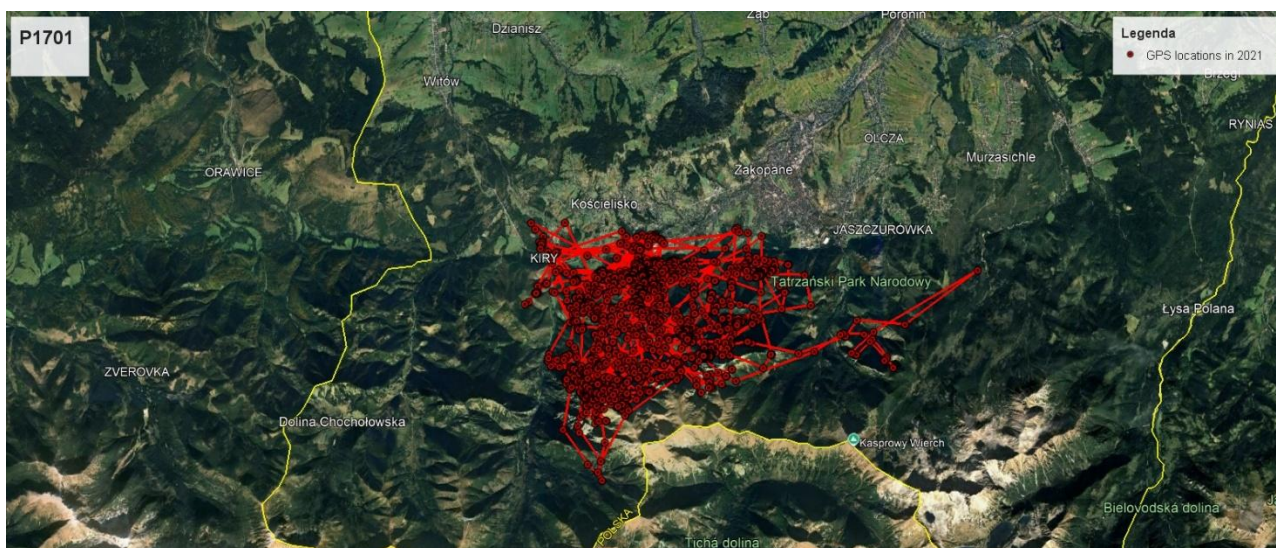 P1701
Legenda
GPS locations in 2021
Dzianisz
Ząb
Poronin
Witów
Brzegi
RYNIAS
OLCZA
Murzasichle
Zakopane
ORAWICE
Kościelisko
JASZCZURÓWKA
KIRY
Tatrzański Park Narodowy
Łysa Polana
ZVEROVKA
Dolina Chochołowska
Kasprowy Wierch
Bielovodská dolina
POLSKA
Tichá dolina